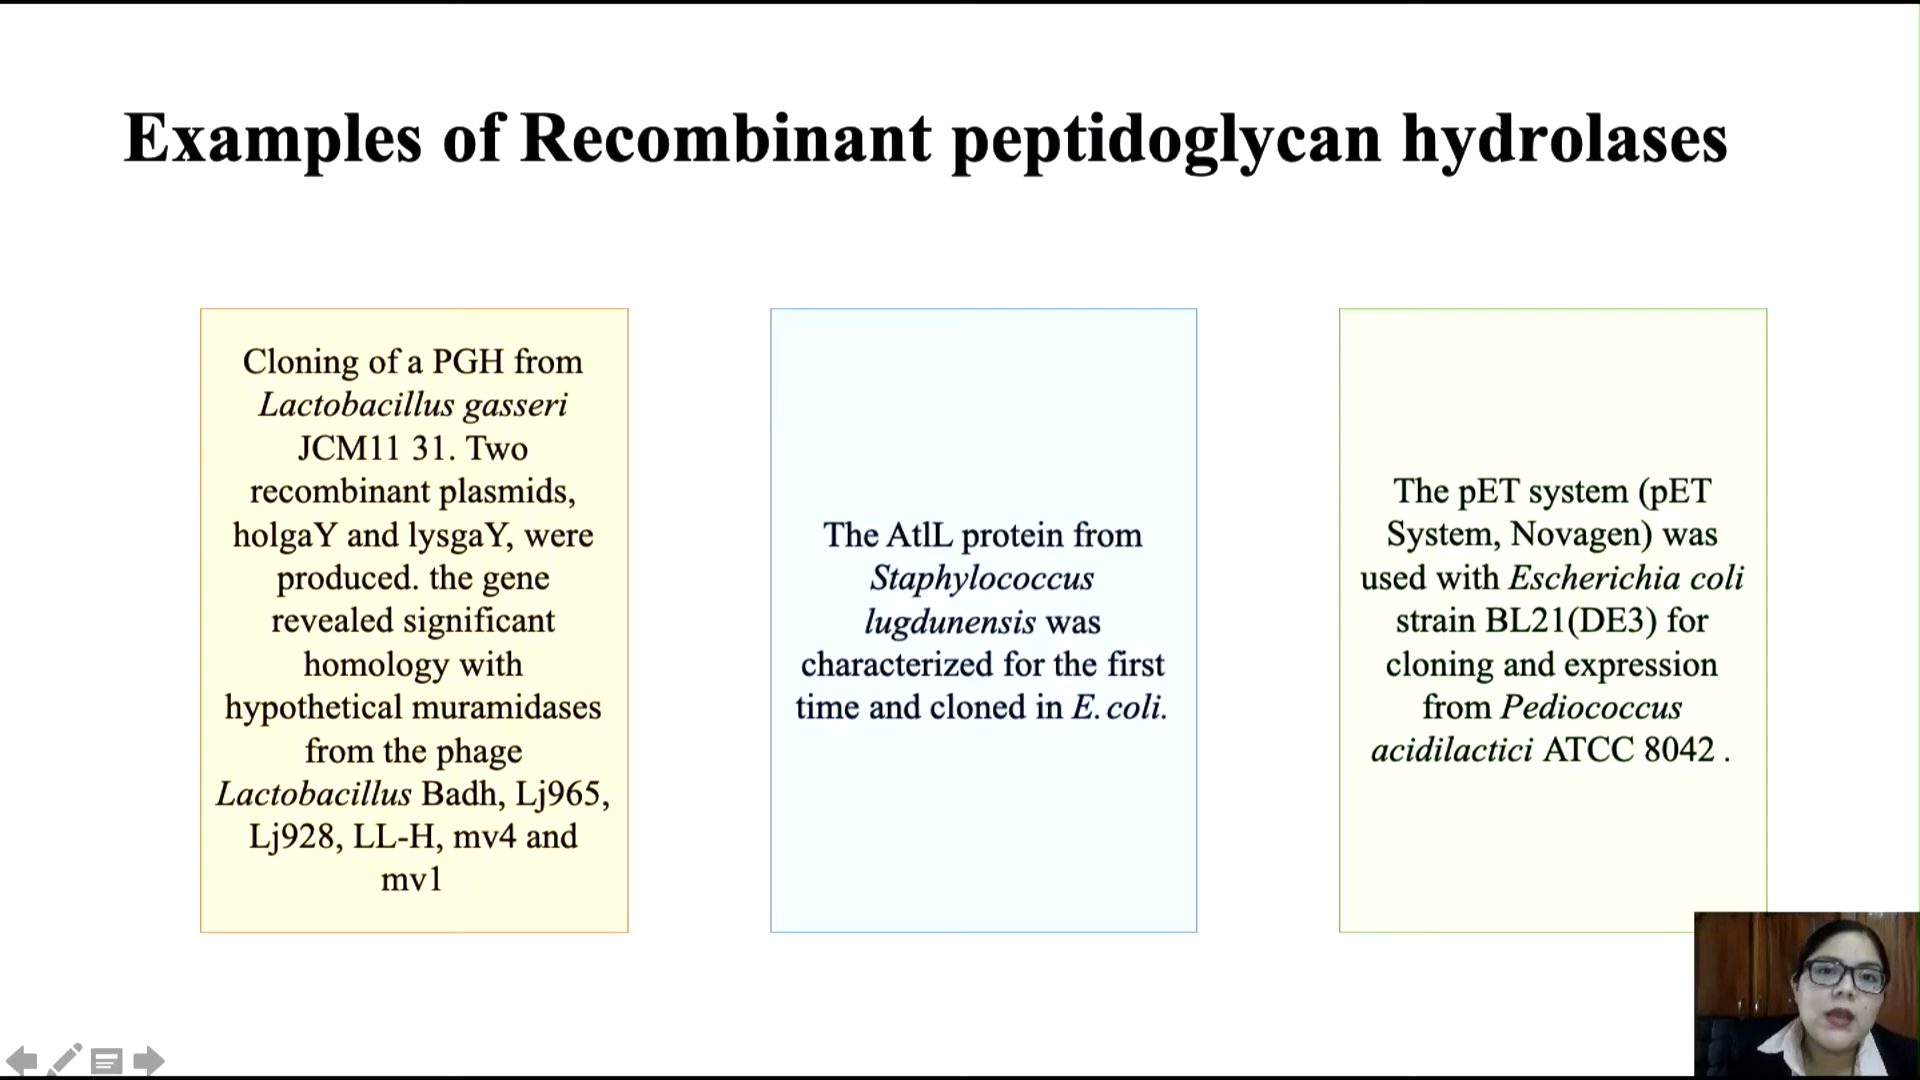 Examples of Recombinant peptidoglycan hydrolases
Cloning of a PGH from
Lactobacillus gasseri
JCM11 31. Two
recombinant plasmids,
holgaY and lysgaY, were
produced. the gene
revealed significant
homology with
hypothetical muramidases
from the phage
Lactobacillus Badh, Lj965,
Lj928, LL-H, mv4 and
mv1
The AtlL protein from
Staphylococcus
lugdunensis was
characterized for the first
time and cloned in E. coli.
The pET system (pET
System, Novagen) was
used with Escherichia coli
strain BL21(DE3) for
cloning and expression
from Pediococcus
acidilactici ATCC 8042 .